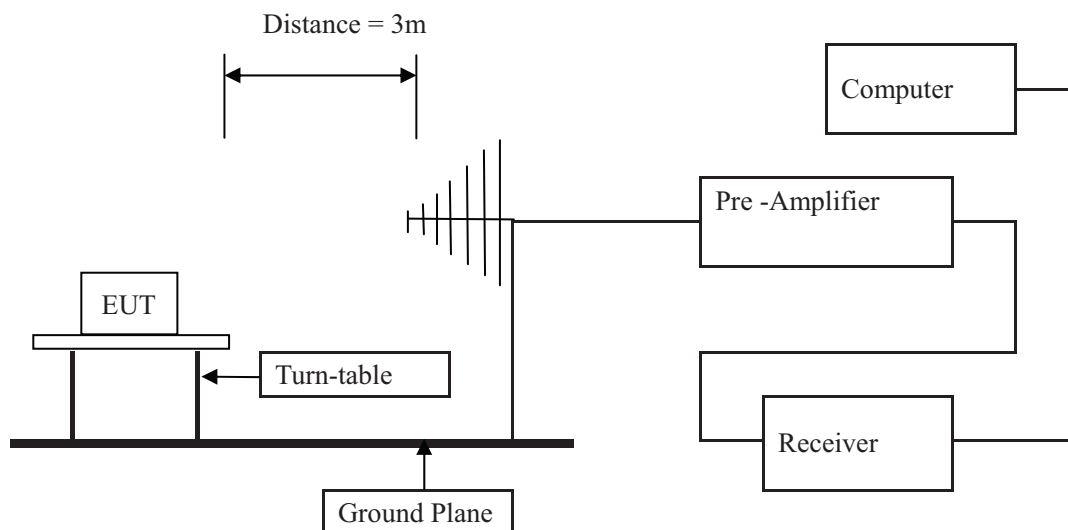 Distance = 3m
Computer
Pre -Amplifier
EUT
Turn-table
Receiver
Ground Plane